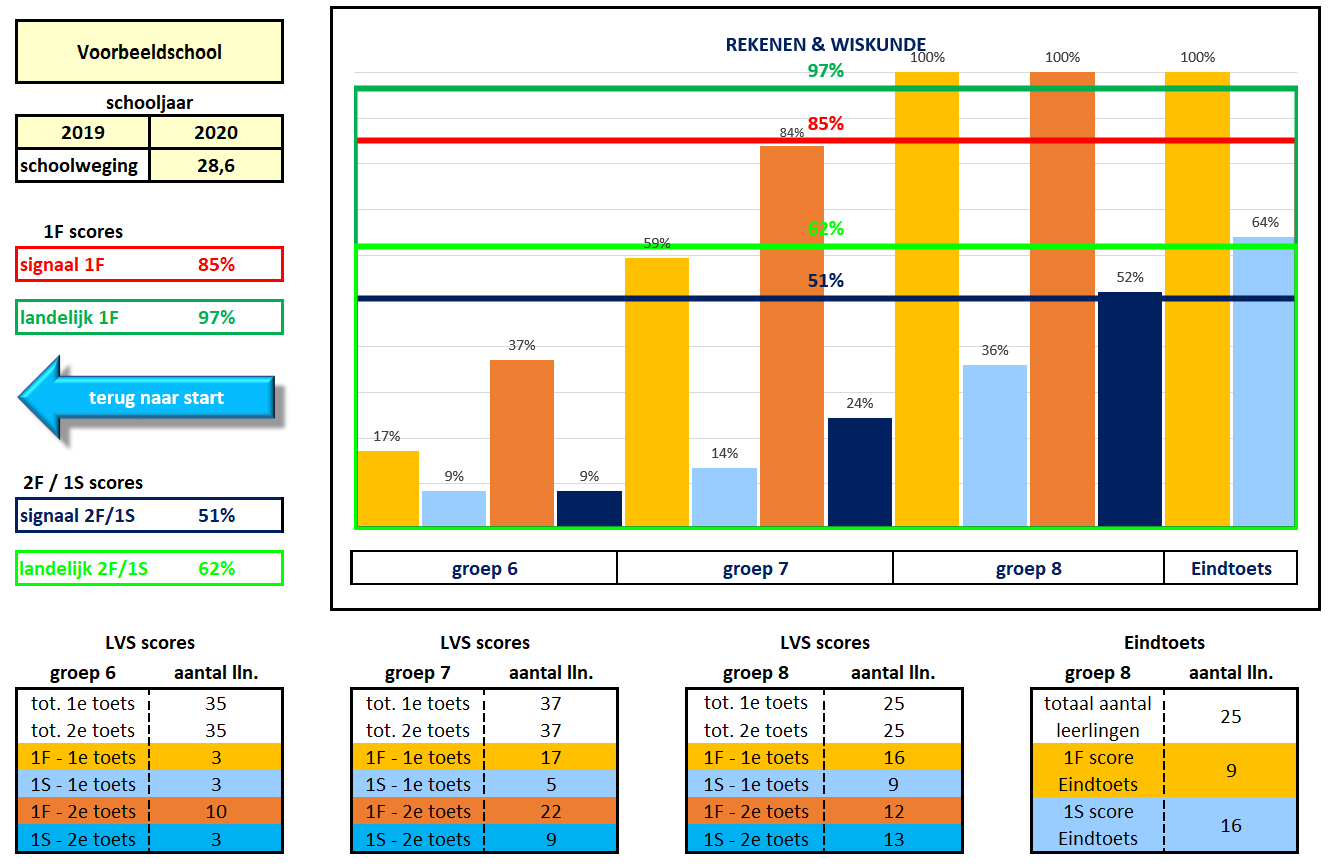 Voorbeeldschool
schooljaar
2019 2020
schoolweging 28,6
1F scores
signaal 1F 85%
landelijk 1F 97%
terug naar start
2F / 1S scores
signaal 2F/1S 51%
landelijk 2F/1S 62%
REKENEN & WISKUNDE
97%
85%
62%
51%
17%
9%
37%
9%
59%
14%
84%
24%
100%
36%
100%
52%
100%
64%
groep 6 groep 7 groep 8 Eindtoets
LVS scores
groep 6 aantal lln.
tot. 1e toets 35
tot. 2e toets 35
1F - 1e toets 3
1S - 1e toets 3
1F - 2e toets 10
1S - 2e toets 3
LVS scores
groep 7 aantal lln.
tot. 1e toets 37
tot. 2e toets 37
1F - 1e toets 17
1S - 1e toets 5
1F - 2e toets 22
1S - 2e toets 9
LVS scores
groep 8 aantal lln.
tot. 1e toets 25
tot. 2e toets 25
1F - 1e toets 16
1S - 1e toets 9
1F - 2e toets 12
1S - 2e toets 13
Eindtoets
groep 8 aantal lln.
totaal aantal
leerlingen 25
1F score
Eindtoets 9
1S score
Eindtoets 16